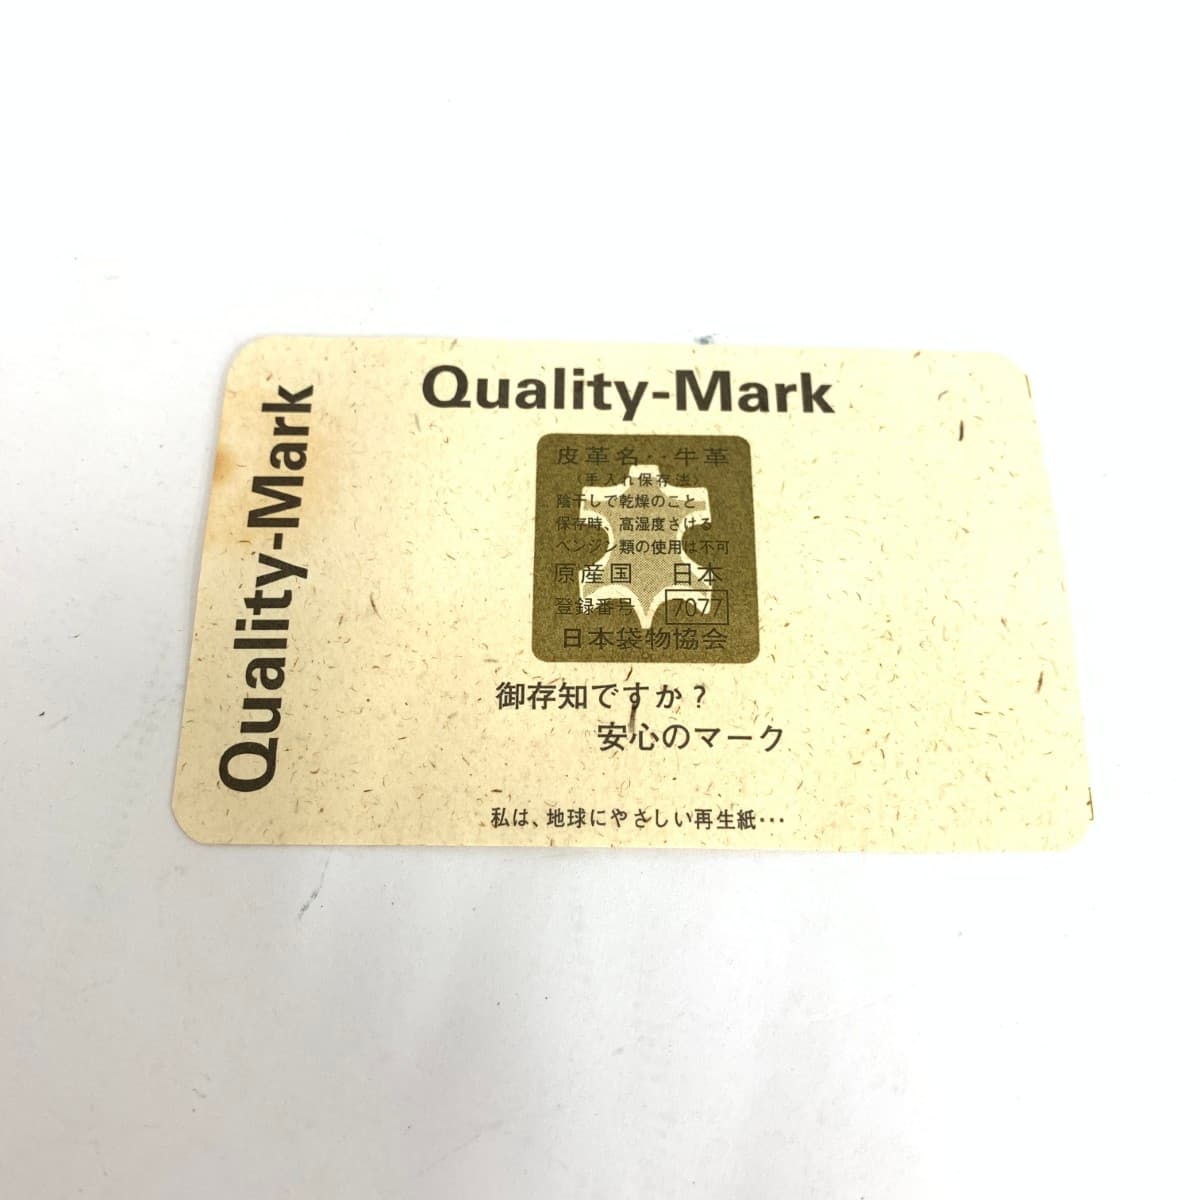 Quality-Mark
Quality-Mark
皮革名‥牛革
〈手入れ保存法〉
陰干しで乾燥のこと
保存時、高湿度さける
ベンジン類の使用は不可
原産国 日本
登録番号 7077
日本袋物協会
御存知ですか?
安心のマーク
私は、地球にやさしい再生紙・・・